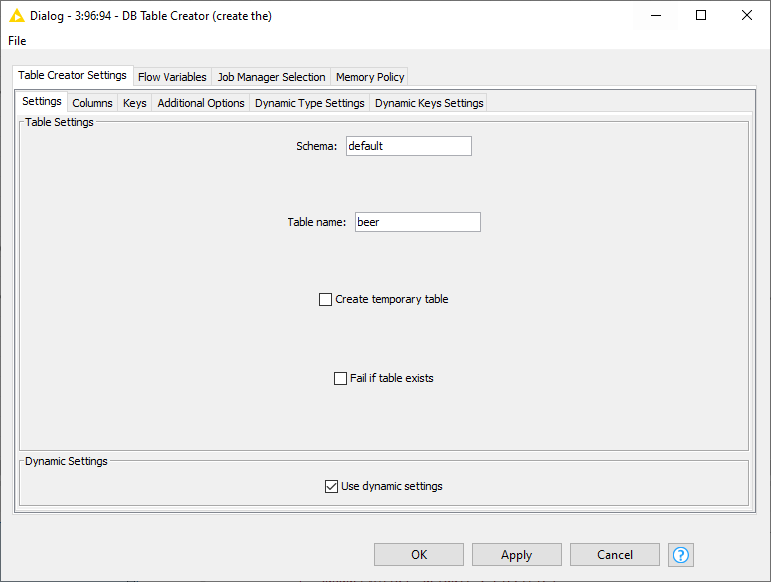 Dialog - 3:96:94 - DB Table Creator (create the)
File
Table Creator Settings Flow Variables Job Manager Selection Memory Policy
Settings Columns Keys Additional Options Dynamic Type Settings Dynamic Keys Settings
Table Settings
Schema: default
Table name: beer
Create temporary table
Fail if table exists
Dynamic Settings
Use dynamic settings
OK Apply Cancel ?